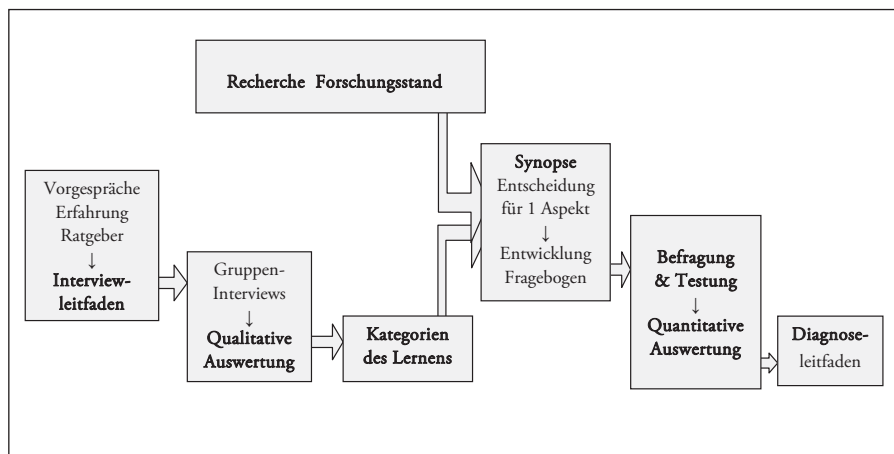 Recherche Forschungsstand
Vorgespräche
Erfahrung
Ratgeber
↓
Interview-
leitfaden
Gruppen-
Interviews
↓
Qualitative
Auswertung
Kategorien
des Lernens
Synopse
Entscheidung
für 1 Aspekt
↓
Entwicklung
Fragebogen
Befragung
& Testung
↓
Quantitative
Auswertung
Diagnose-
leitfaden